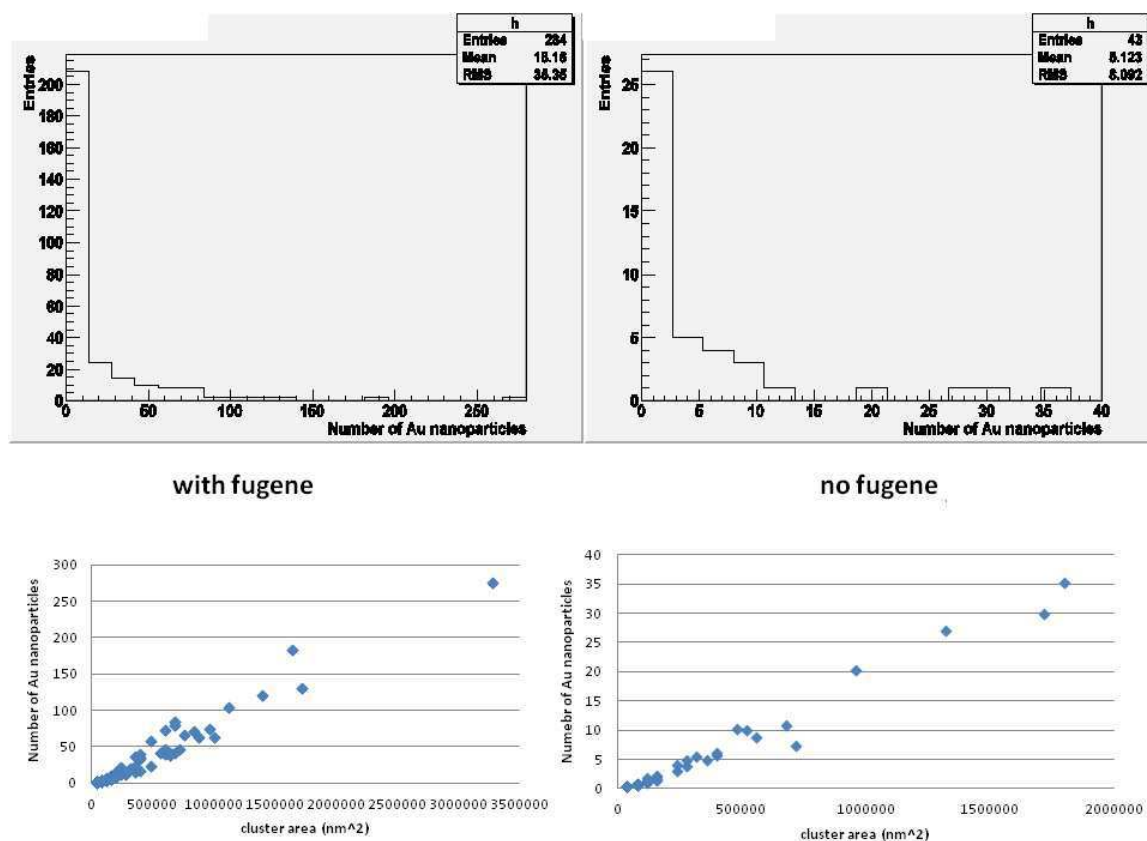 h
Entries 284
Mean
RMS
Entries
200
180
160
140
120
100
80
60
40
20
0
0 50 100 150 200 250
Number of Au nanoparticles
h
Entries 43
Mean 5.123
RMS 8.092
Entries
25
20
15
10
5
0
0 5 10 15 20 25 30 35 40
Number of Au nanoparticles
with fugene
no fugene
Number of Au nanoparticles
300
250
200
150
100
50
0
0 500000 1000000 1500000 2000000 2500000 3000000 3500000
cluster area (nm^2)
Numebr of Au nanoparticles
40
35
30
25
20
15
10
5
0
0 500000 1000000 1500000 2000000
cluster area (nm^2)